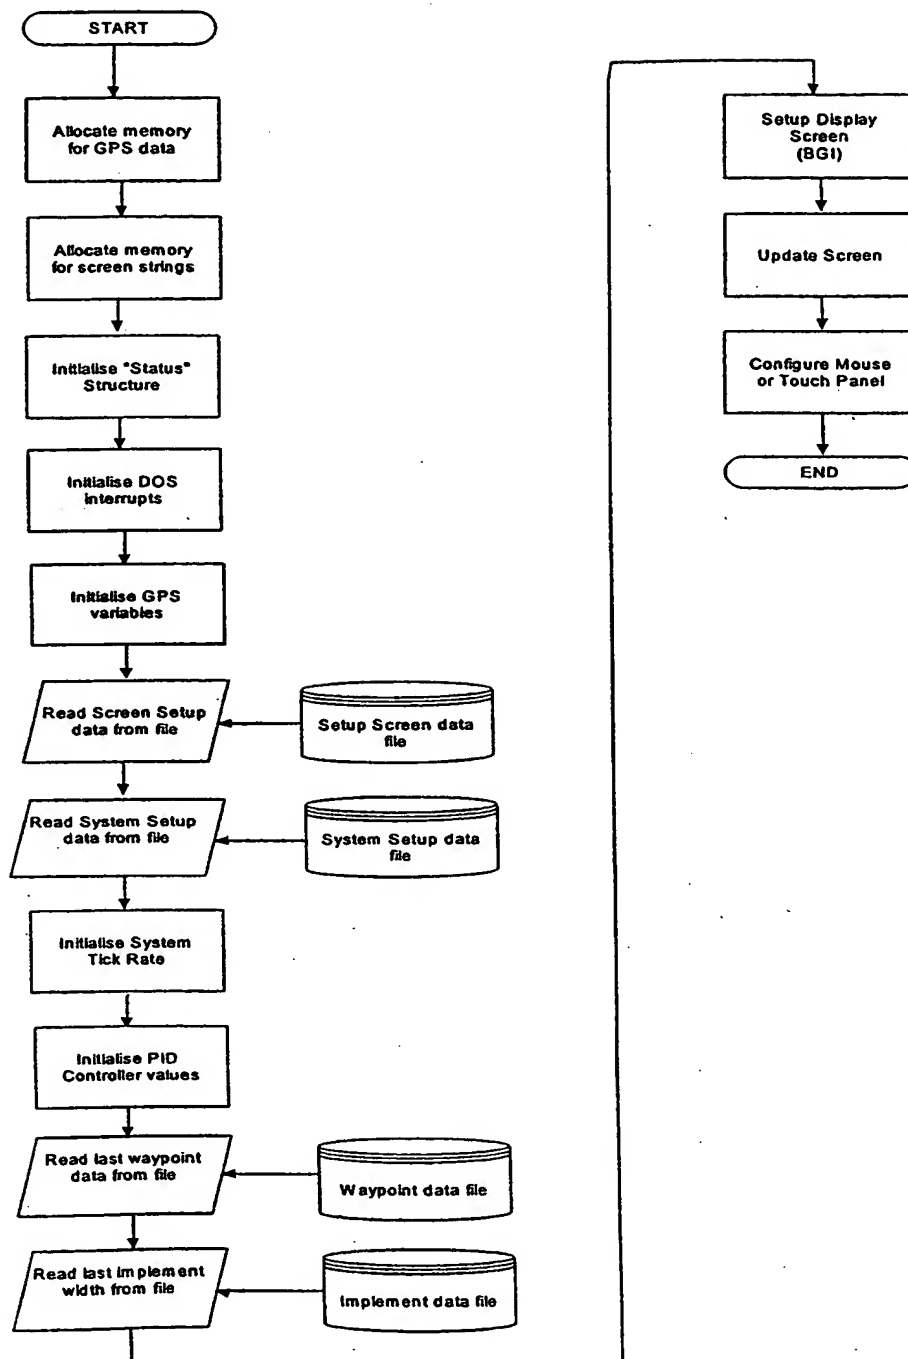 START
Allocate memory
for GPS data
Allocate memory
for screen strings
Initialise "Status"
Structure
Initialise DOS
interrupts
Initialise GPS
variables
Read Screen Setup
data from file
Setup Screen data
file
Read System Setup
data from file
System Setup data
file
Initialise System
Tick Rate
Initialise PID
Controller values
Read last waypoint
data from file
Waypoint data file
Read last implement
width from file
Implement data file
Setup Display
Screen
(BGI)
Update Screen
Configure Mouse
or Touch Panel
END